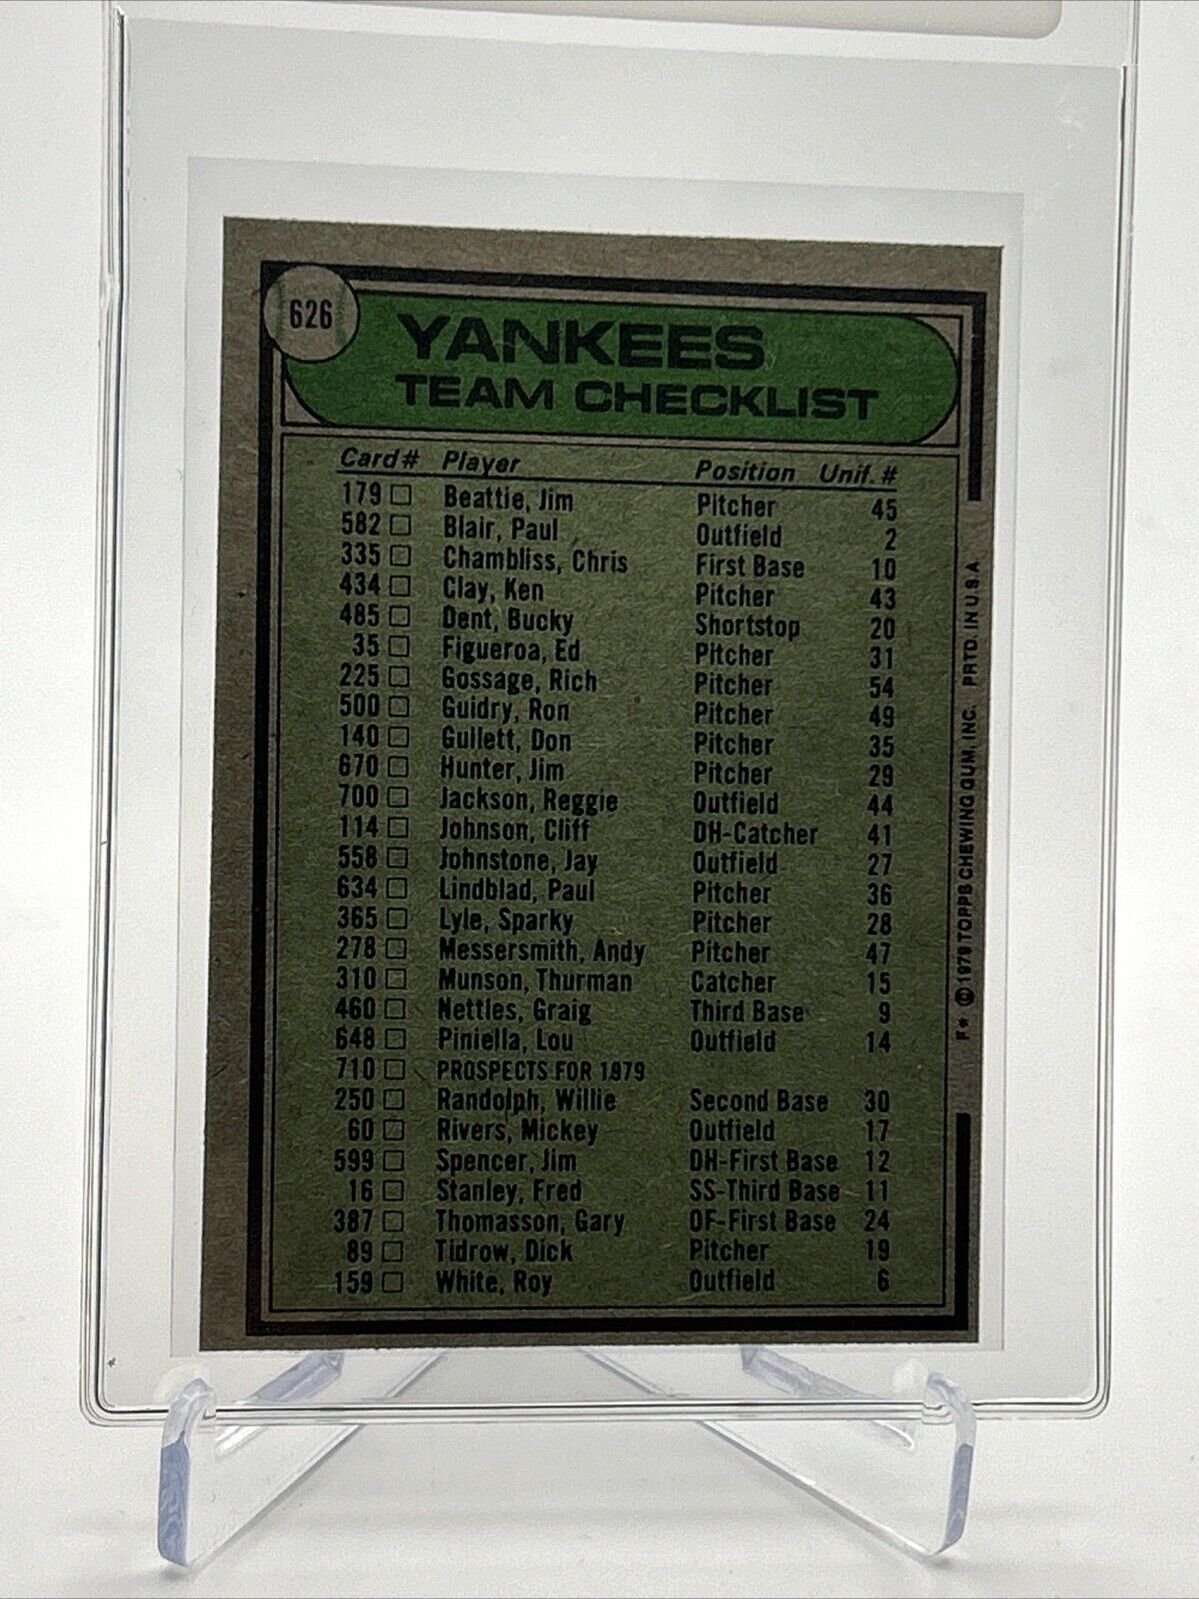 626
YANKEES
TEAM CHECKLIST
Card# Player Position Unif. #
179 □ Beattie, Jim Pitcher 45
582 □ Blair, Paul Outfield 2
335 □ Chambliss, Chris First Base 10
434 □ Clay, Ken Pitcher 43
485 □ Dent, Bucky Shortstop 20
35 □ Figueroa, Ed Pitcher 31
225 □ Gossage, Rich Pitcher 54
500 □ Guidry, Ron Pitcher 49
140 □ Gullett, Don Pitcher 35
670 □ Hunter, Jim Pitcher 29
700 □ Jackson, Reggie Outfield 44
114 □ Johnson, Cliff DH-Catcher 41
558 □ Johnstone, Jay Outfield 27
634 □ Lindblad, Paul Pitcher 36
365 □ Lyle, Sparky Pitcher 28
278 □ Messersmith, Andy Pitcher 47
310 □ Munson, Thurman Catcher 15
460 □ Nettles, Graig Third Base 9
648 □ Piniella, Lou Outfield 14
710 □ PROSPECTS FOR 1979
250 □ Randolph, Willie Second Base 30
60 □ Rivers, Mickey Outfield 17
599 □ Spencer, Jim DH-First Base 12
16 □ Stanley, Fred SS-Third Base 11
387 □ Thomasson, Gary OF-First Base 24
89 □ Tidrow, Dick Pitcher 19
159 □ White, Roy Outfield 6
F* © 1979 TOPPS CHEWING GUM, INC. PRTD. IN U.S.A.